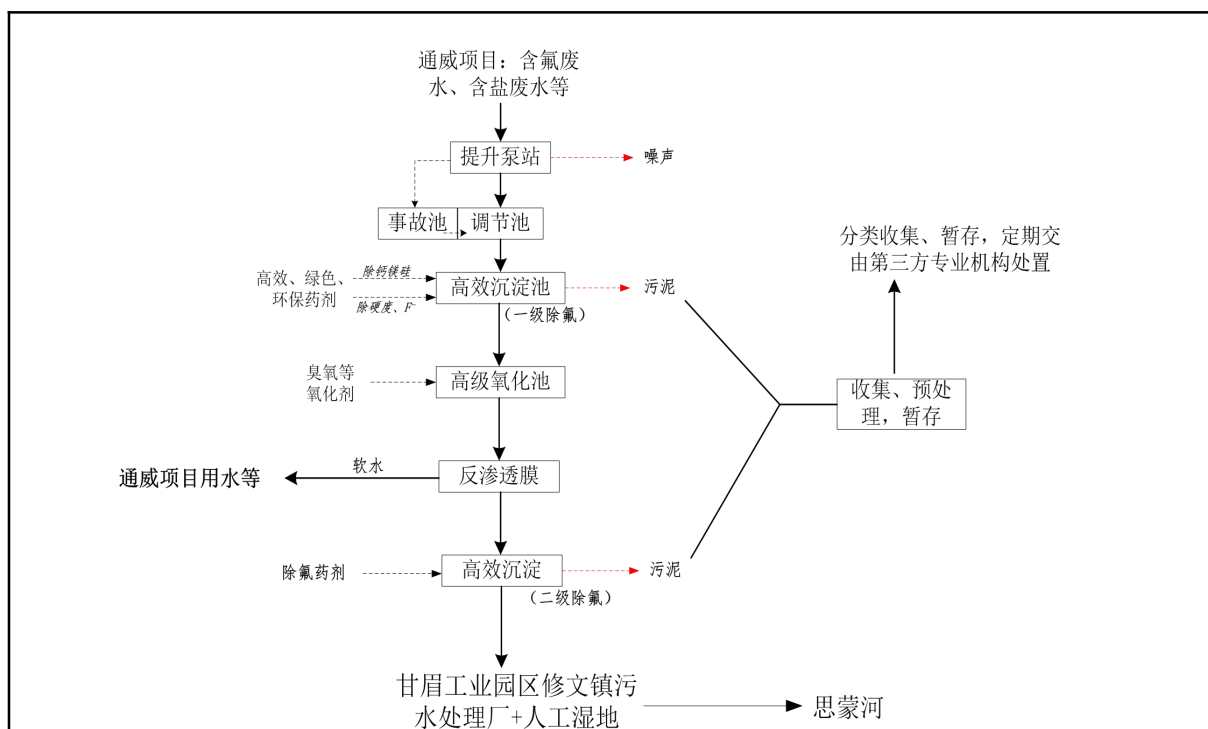 通威项目：含氟废
水、含盐废水等
提升泵站
噪声
事故池
调节池
分类收集、暂存，定期交
由第三方专业机构处置
高效、绿色、
环保药剂
除钙镁硅
除硬度、F⁻
高效沉淀池
（一级除氟）
污泥
臭氧等
氧化剂
高级氧化池
收集、预处
理，暂存
通威项目用水等
软水
反渗透膜
除氟药剂
高效沉淀
（二级除氟）
污泥
甘眉工业园区修文镇污
水处理厂+人工湿地
思蒙河